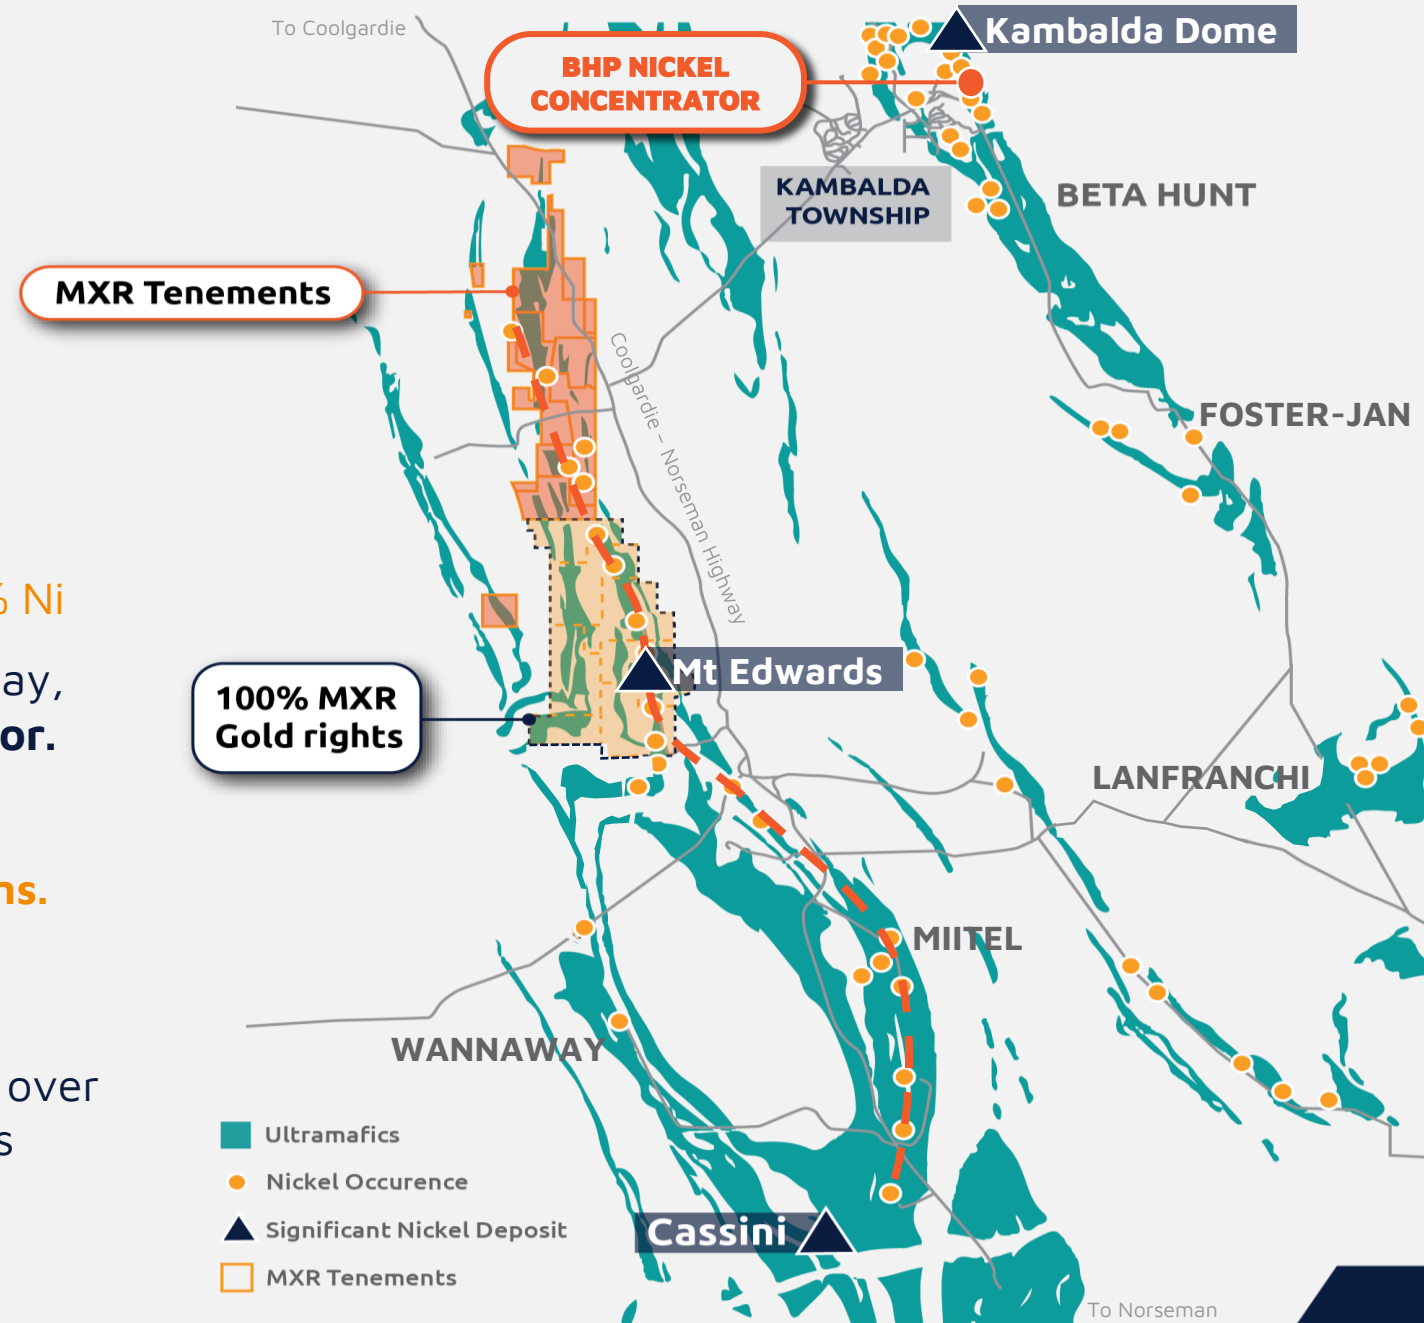 To Coolgardie
Kambalda Dome
BHP NICKEL
CONCENTRATOR
KAMBALDA
TOWNSHIP
BETA HUNT
MXR Tenements
Coolgardie – Norseman Highway
FOSTER-JAN
% Ni
ay,
or.
Mt Edwards
100% MXR
Gold rights
LANFRANCHI
ns.
MIITEL
WANNAWAY
over
s
Ultramafics
Nickel Occurence
Significant Nickel Deposit
MXR Tenements
Cassini
To Norseman